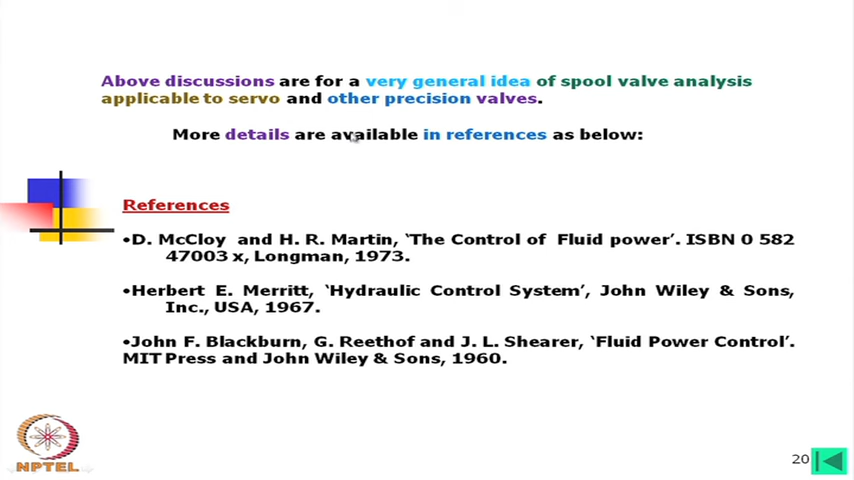 Above discussions are for a very general idea of spool valve analysis
applicable to servo and other precision valves.
More details are available in references as below:
References
•D. McCloy and H. R. Martin, ‘The Control of Fluid power’. ISBN 0 582
47003 x, Longman, 1973.
•Herbert E. Merritt, ‘Hydraulic Control System’, John Wiley & Sons,
Inc., USA, 1967.
•John F. Blackburn, G. Reethof and J. L. Shearer, ‘Fluid Power Control’.
MIT Press and John Wiley & Sons, 1960.
NPTEL
20